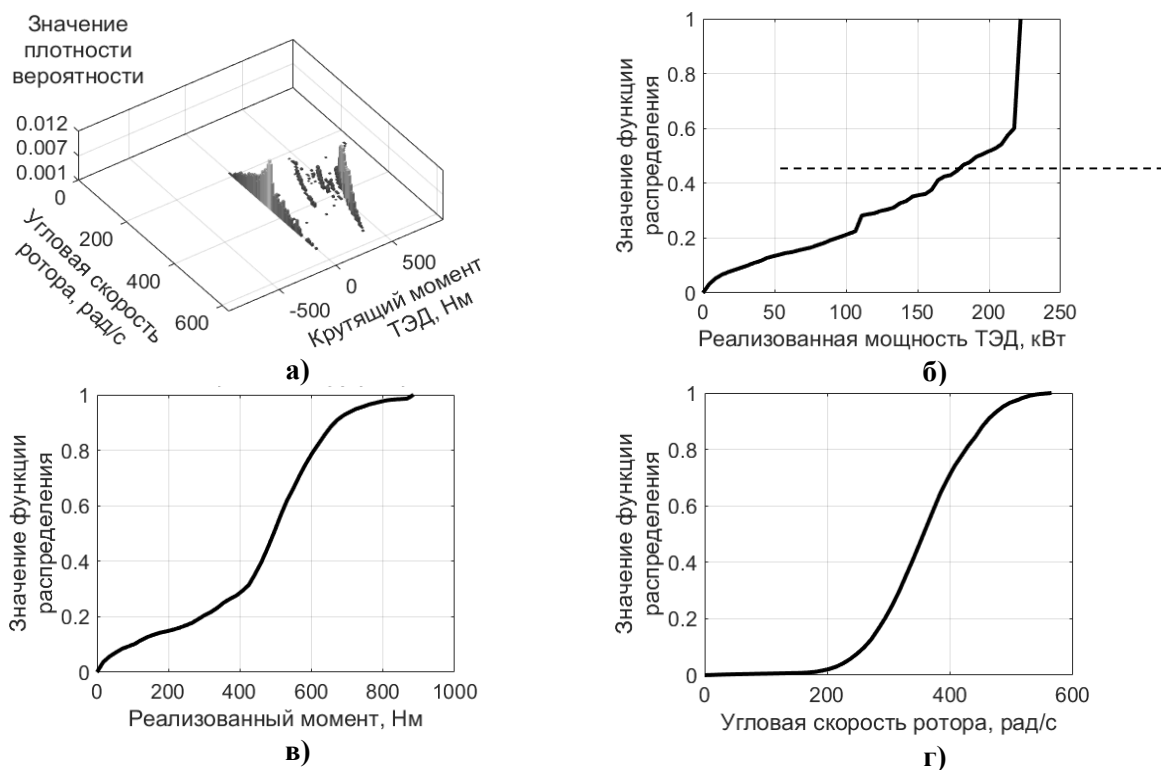 Значение
плотности
вероятности
0.012
0.007
0.001
0
200
400
600
Угловая скорость
ротора, рад/с
-500
0
500
Крутящий момент
ТЭД, Нм
а)
Значение функции
распределения
1
0.8
0.6
0.4
0.2
0
0 50 100 150 200 250
Реализованная мощность ТЭД, кВт
б)
Значение функции
распределения
1
0.8
0.6
0.4
0.2
0
0 200 400 600 800 1000
Реализованный момент, Нм
в)
Значение функции
распределения
1
0.8
0.6
0.4
0.2
0
0 200 400 600
Угловая скорость ротора, рад/с
г)